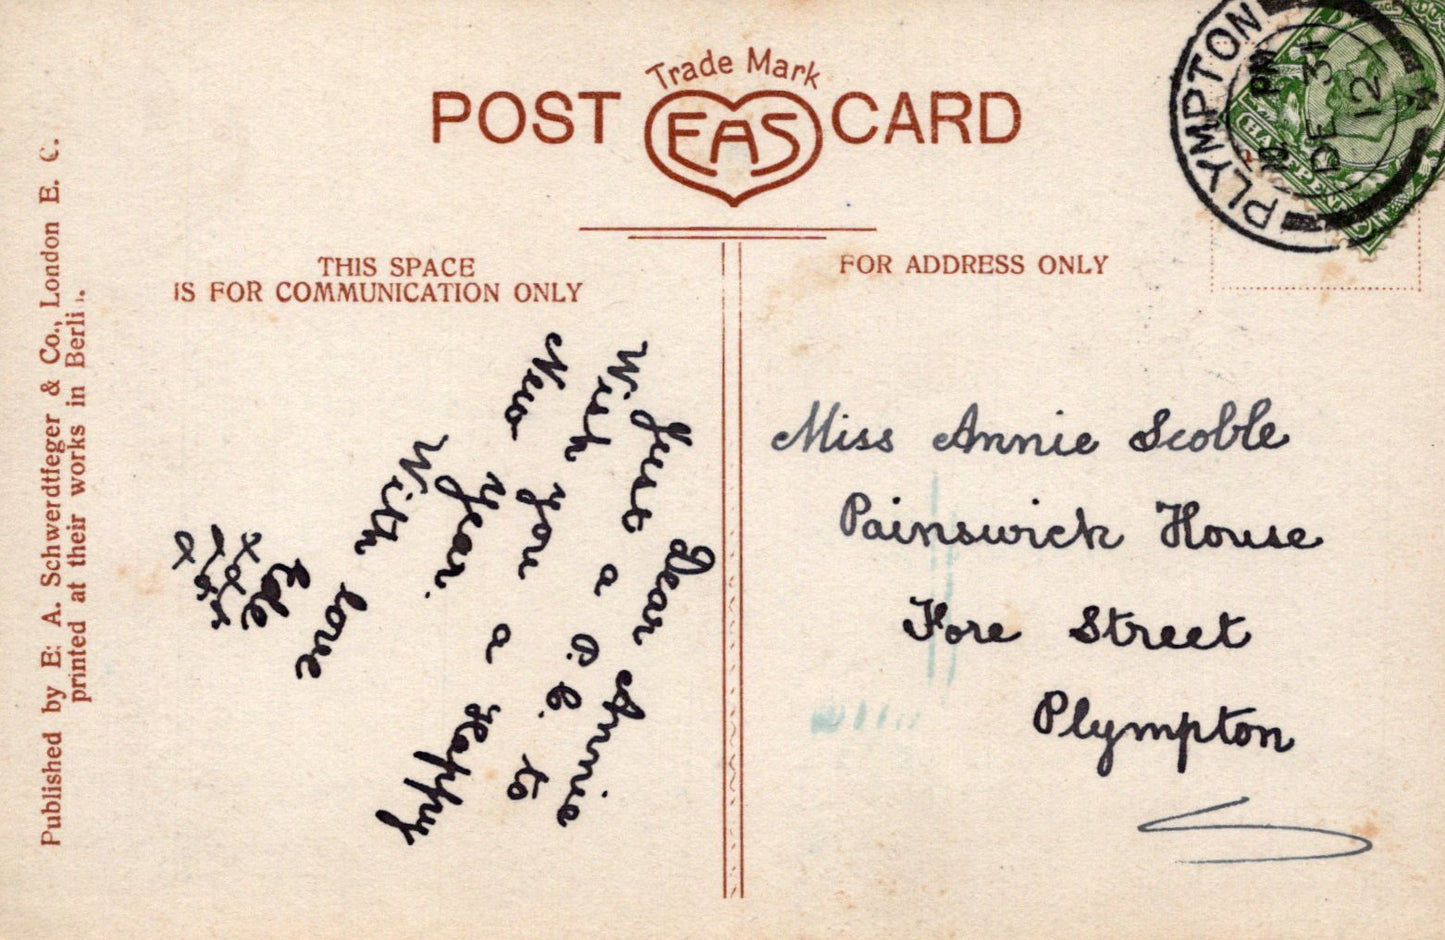 Trade Mark
POST EAS CARD
THIS SPACE
IS FOR COMMUNICATION ONLY
FOR ADDRESS ONLY
PLYMPTON
PM
DE 31
12
HALFPENNY
Published by E. A. Schwerdtfeger & Co., London E. C.
printed at their works in Berlin.
Dear Annie
Just a P.C. to
Wish you a Happy
New Year.
With love
Miss Annie Scoble
Painswick House
Fore Street
Plympton